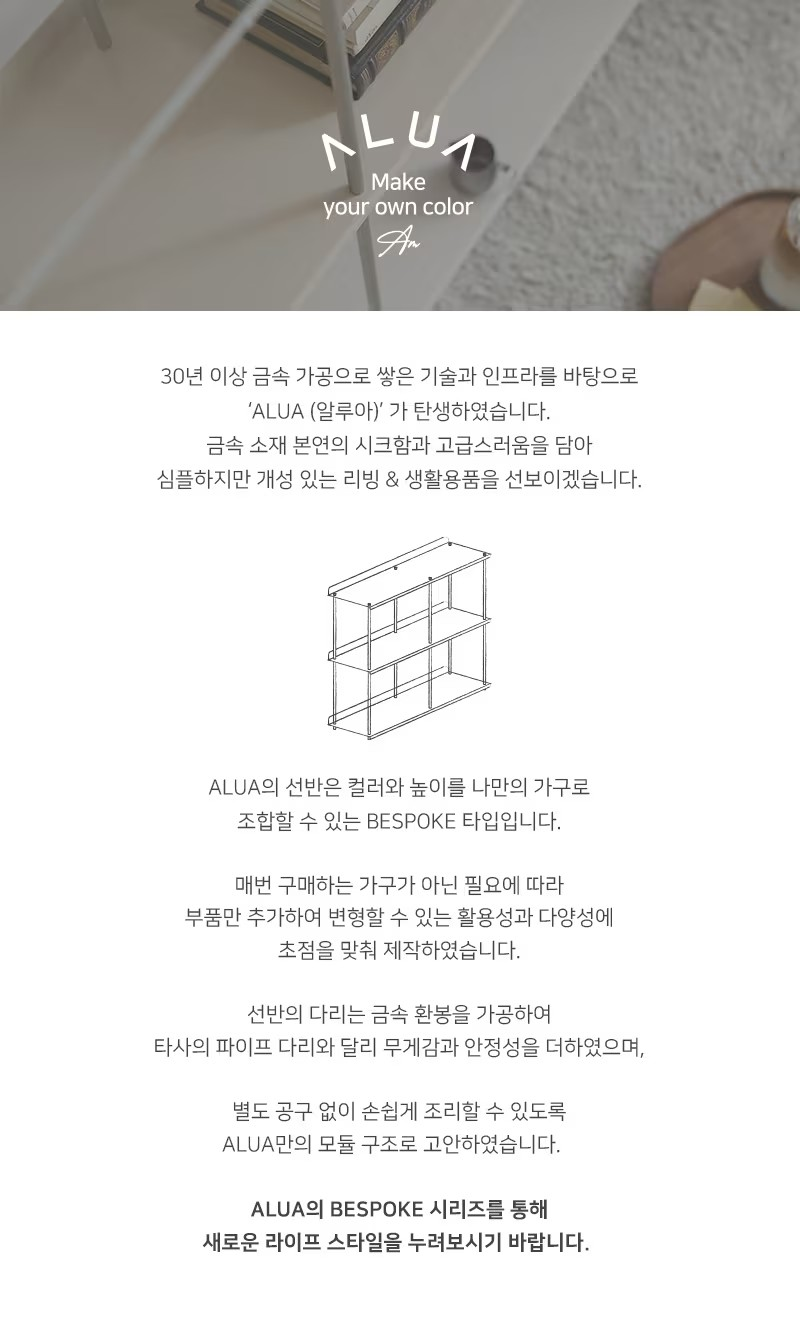 ALUA
Make
your own color
An
30년 이상 금속 가공으로 쌓은 기술과 인프라를 바탕으로
‘ALUA (알루아)’ 가 탄생하였습니다.
금속 소재 본연의 시크함과 고급스러움을 담아
심플하지만 개성 있는 리빙 & 생활용품을 선보이겠습니다.
ALUA의 선반은 컬러와 높이를 나만의 가구로
조합할 수 있는 BESPOKE 타입입니다.
매번 구매하는 가구가 아닌 필요에 따라
부품만 추가하여 변형할 수 있는 활용성과 다양성에
초점을 맞춰 제작하였습니다.
선반의 다리는 금속 환봉을 가공하여
타사의 파이프 다리와 달리 무게감과 안정성을 더하였으며,
별도 공구 없이 손쉽게 조리할 수 있도록
ALUA만의 모듈 구조로 고안하였습니다.
ALUA의 BESPOKE 시리즈를 통해
새로운 라이프 스타일을 누려보시기 바랍니다.